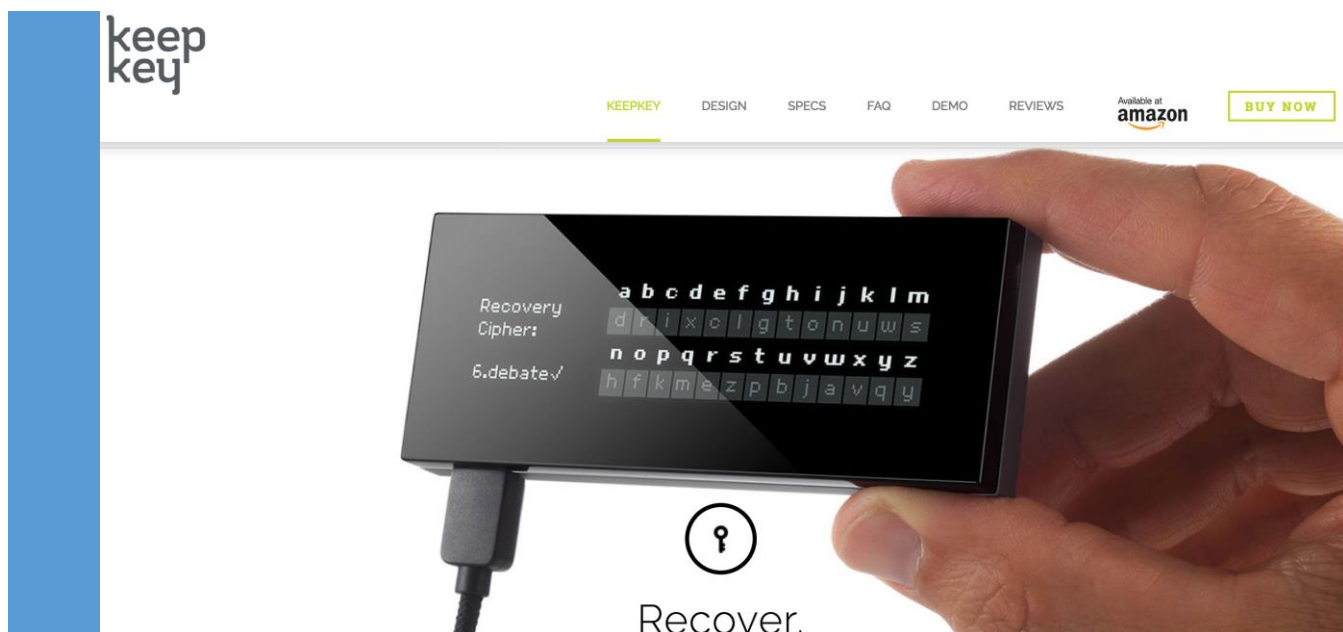 keep
key
KEEPKEY DESIGN SPECS FAQ DEMO REVIEWS Available at amazon BUY NOW
Recovery
Cipher:
6.debate✓
a b c d e f g h i j k l m
d r i x c l g t o n u w s
n o p q r s t u v w x y z
h f k m e z p b j a v q y
Recover.